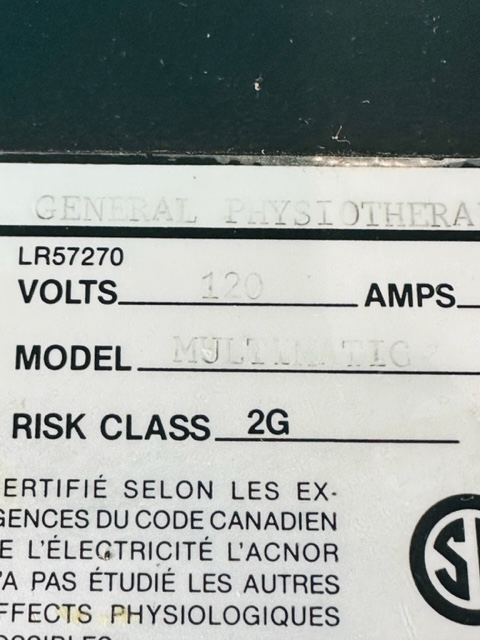 GENERAL PHYSIOTHERA
LR57270
VOLTS 120 AMPS
MODEL MULTIMATIC
RISK CLASS 2G
ERTIFIÉ SELON LES EX-
GENCES DU CODE CANADIEN
E L'ÉLECTRICITÉ L'ACNOR
'A PAS ÉTUDIÉ LES AUTRES
FFECTS PHYSIOLOGIQUES